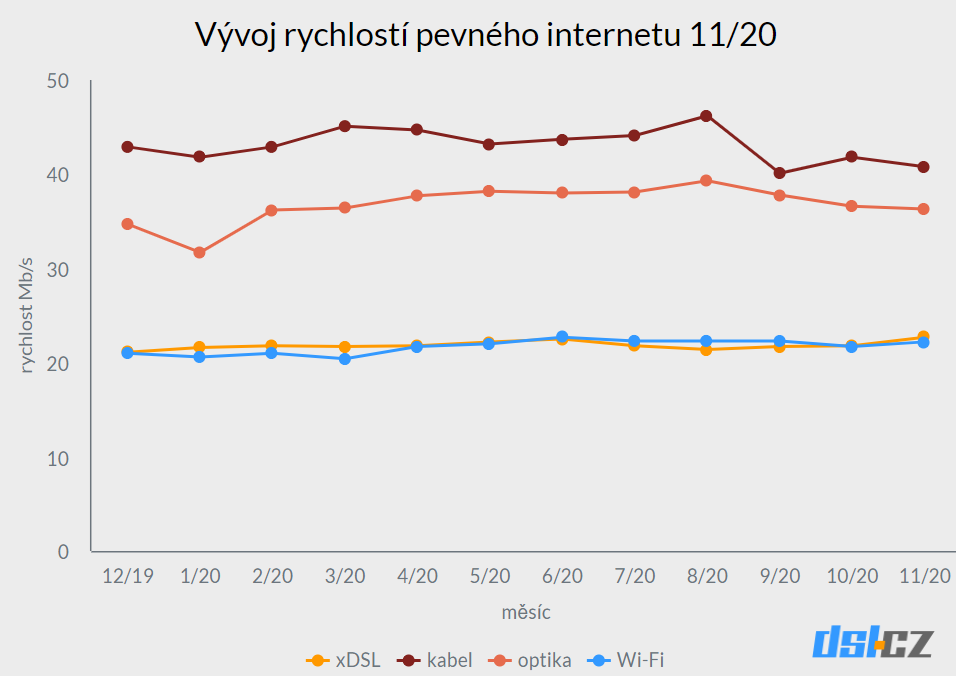 Vývoj rychlostí pevného internetu 11/20
50
40
30
20
10
0
rychlost Mb/s
12/19 1/20 2/20 3/20 4/20 5/20 6/20 7/20 8/20 9/20 10/20 11/20
měsíc
xDSL kabel optika Wi-Fi
dsl.cz